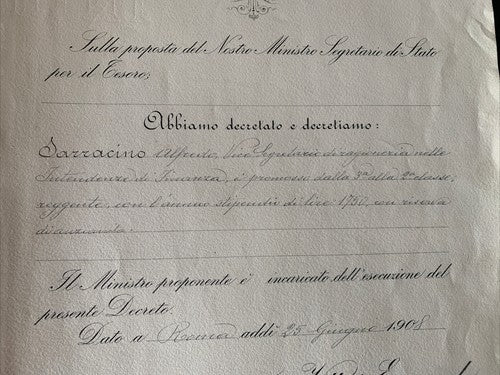 Sulla proposta del Nostro Ministro Segretario di Stato
per il Tesoro;
Abbiamo decretato e decretiamo:
Sarracino Alfredo, Vice Segretario di ragioneria nelle
Intendenze di Finanza, è promosso dalla 3ª alla 2ª classe,
reggente, con l'annuo stipendio di lire 1750, con riserva
di anzianità.
Il Ministro proponente è incaricato dell'esecuzione del
presente Decreto.
Dato a Roma addì 25 Giugno 1908